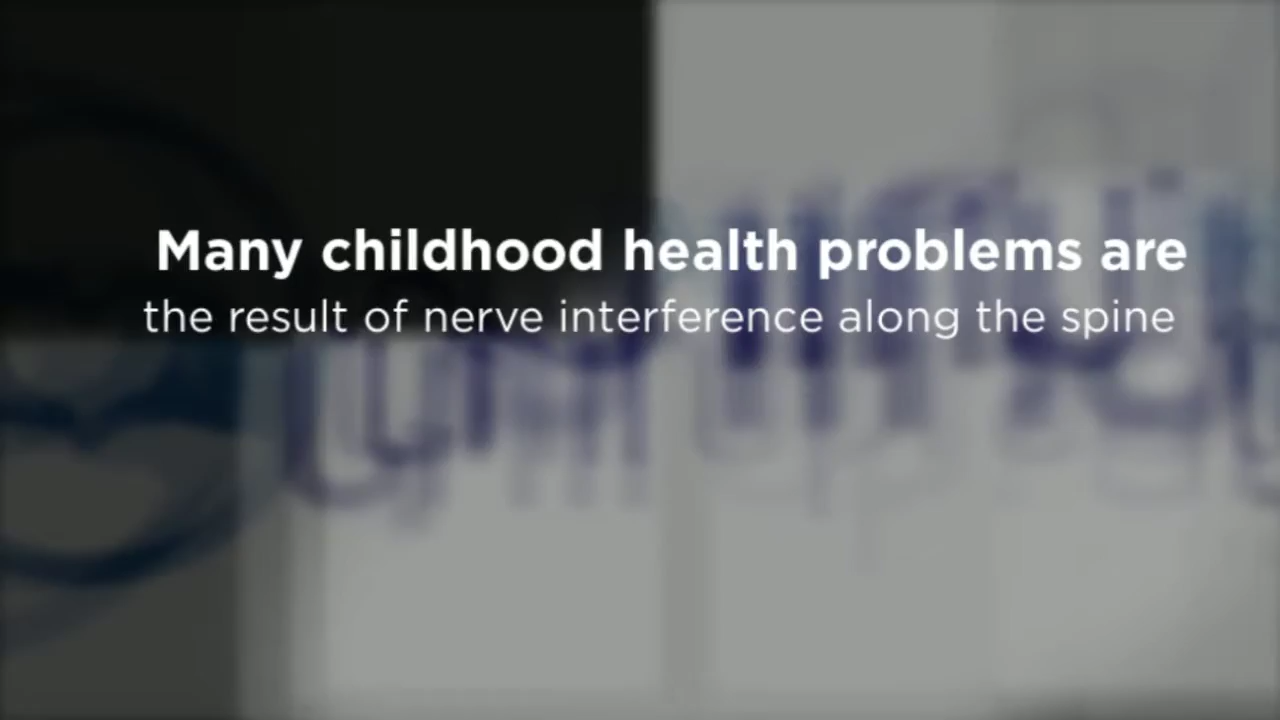 Many childhood health problems are
the result of nerve interference along the spine